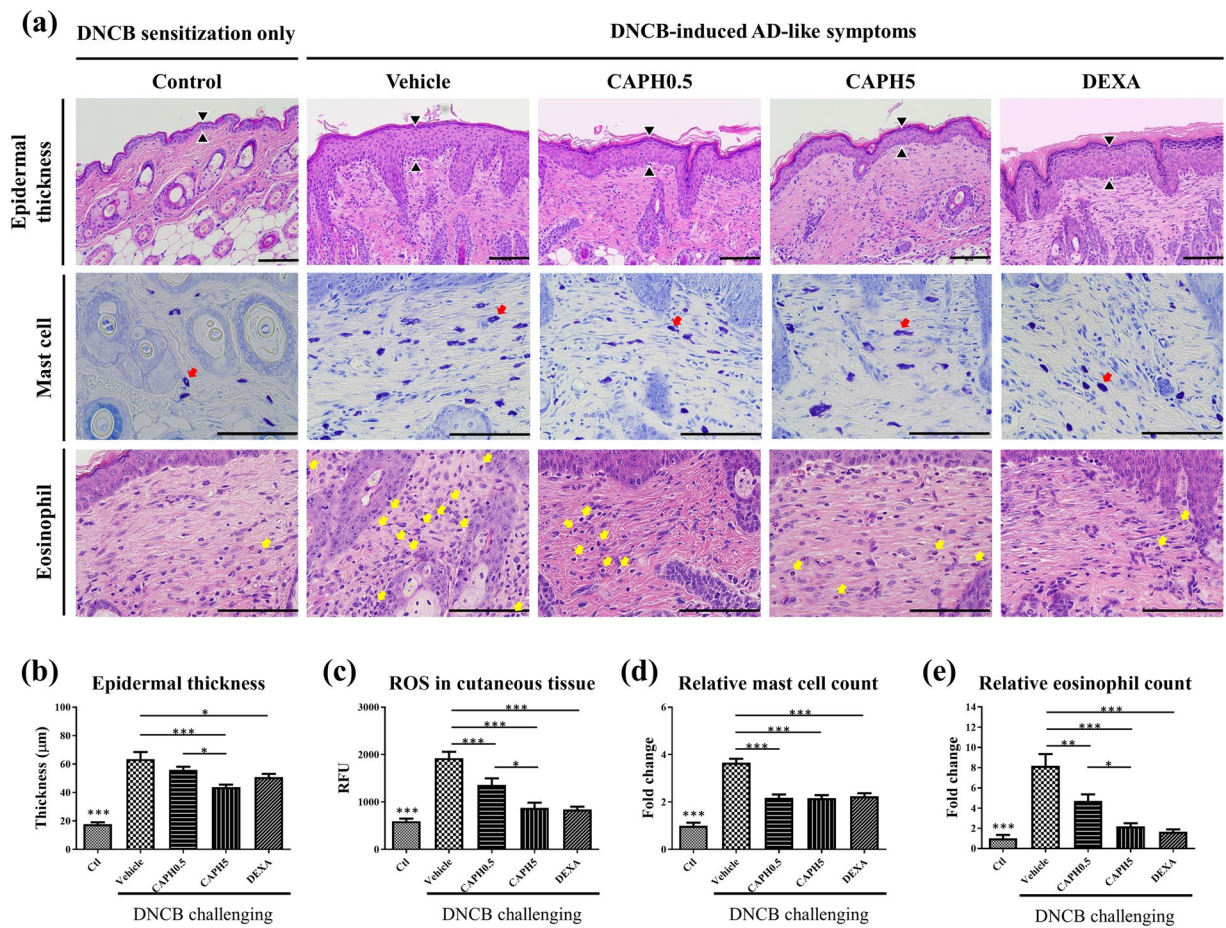 (a)
DNCB sensitization only
DNCB-induced AD-like symptoms
Control
Vehicle
CAPH0.5
CAPH5
DEXA
Epidermal
thickness
Mast cell
Eosinophil
(b)
Epidermal thickness
Thickness (µm)
100
80
60
40
20
0
***
*
***
*
Ctl
Vehicle
CAPH0.5
CAPH5
DEXA
DNCB challenging
(c)
ROS in cutaneous tissue
RFU
3000
2000
1000
0
***
***
***
***
*
Ctl
Vehicle
CAPH0.5
CAPH5
DEXA
DNCB challenging
(d)
Relative mast cell count
Fold change
6
4
2
0
***
***
***
***
Ctl
Vehicle
CAPH0.5
CAPH5
DEXA
DNCB challenging
(e)
Relative eosinophil count
Fold change
14
12
10
8
6
4
2
0
***
***
***
**
*
Ctl
Vehicle
CAPH0.5
CAPH5
DEXA
DNCB challenging